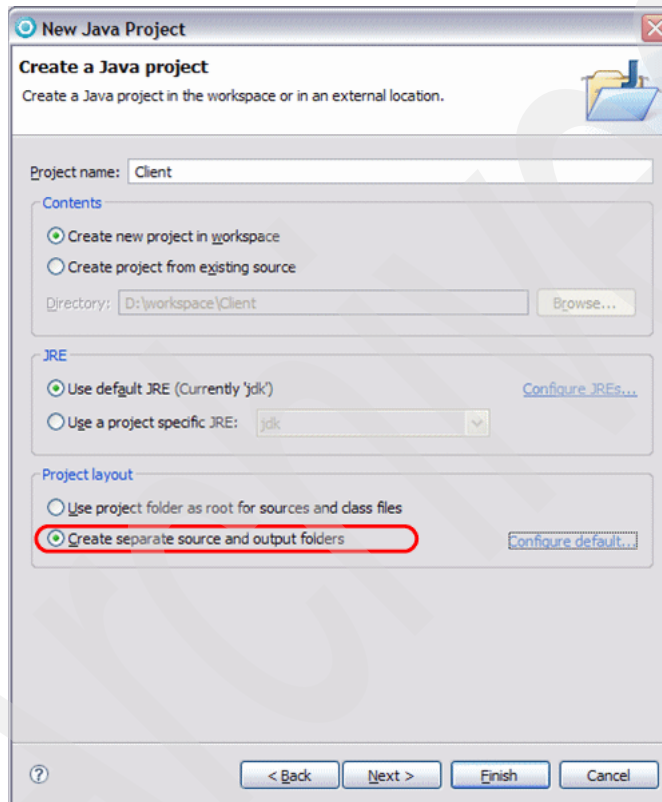 New Java Project
Create a Java project
Create a Java project in the workspace or in an external location.
Project name: Client
Contents
Create new project in workspace
Create project from existing source
Directory: D:\workspace\Client Browse...
JRE
Use default JRE (Currently 'jdk') Configure JREs...
Use a project specific JRE: jdk
Project layout
Use project folder as root for sources and class files
Create separate source and output folders Configure default...
? < Back Next > Finish Cancel